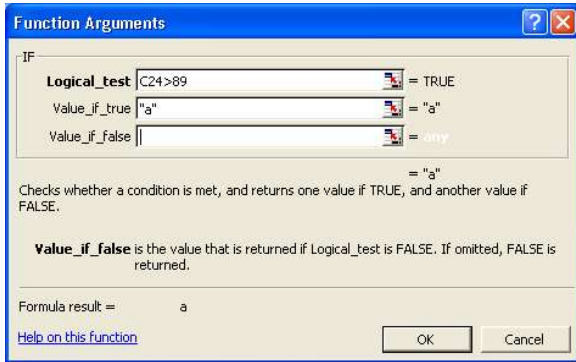 Function Arguments
IF
Logical_test C24>89 = TRUE
Value_if_true "a" = "a"
Value_if_false = any
= "a"
Checks whether a condition is met, and returns one value if TRUE, and another value if
FALSE.
Value_if_false is the value that is returned if Logical_test is FALSE. If omitted, FALSE is
returned.
Formula result = a
Help on this function
OK Cancel